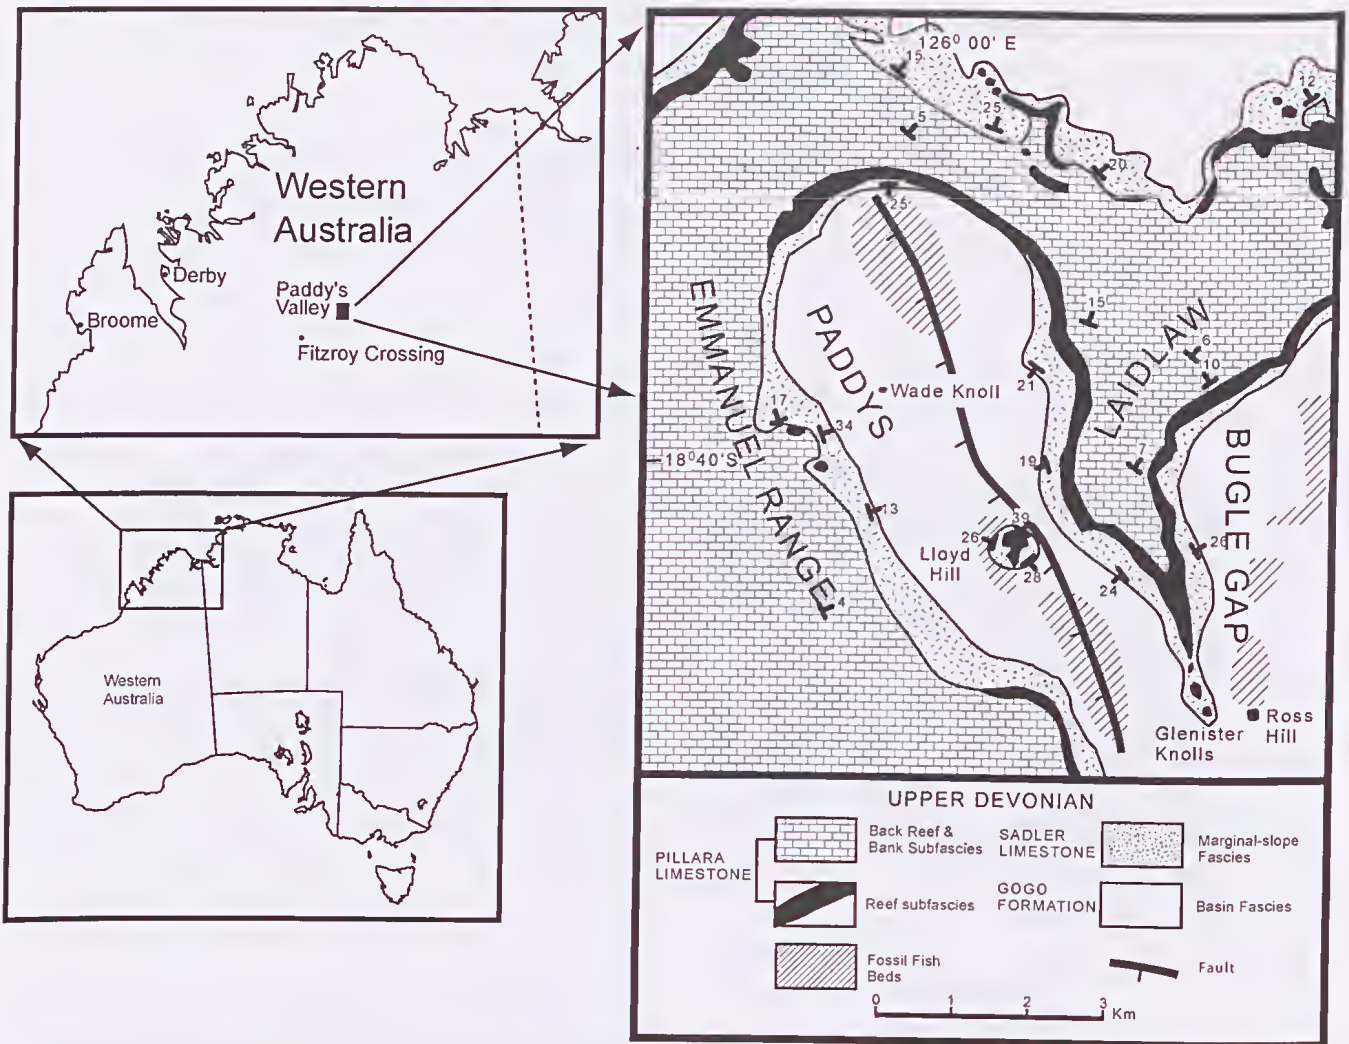 Western
Australia
Derby
Broome
Paddy's
Valley
Fitzroy Crossing
Western
Australia
126° 00' E
15
12
25
5
20
25
EMMANUEL RANGE
PADDYS
LAIDLAW
BUGLE GAP
15
6
10
21
Wade Knoll
17
34
18°40'S
19
7
13
39
26
Lloyd
Hill
28
26
24
4
Glenister
Knolls
Ross
Hill
UPPER DEVONIAN
PILLARA
LIMESTONE
Back Reef &
Bank Subfascies
SADLER
LIMESTONE
Marginal-slope
Fascies
Reef subfascies
GOGO
FORMATION
Basin Fascies
Fossil Fish
Beds
Fault
0 1 2 3
Km